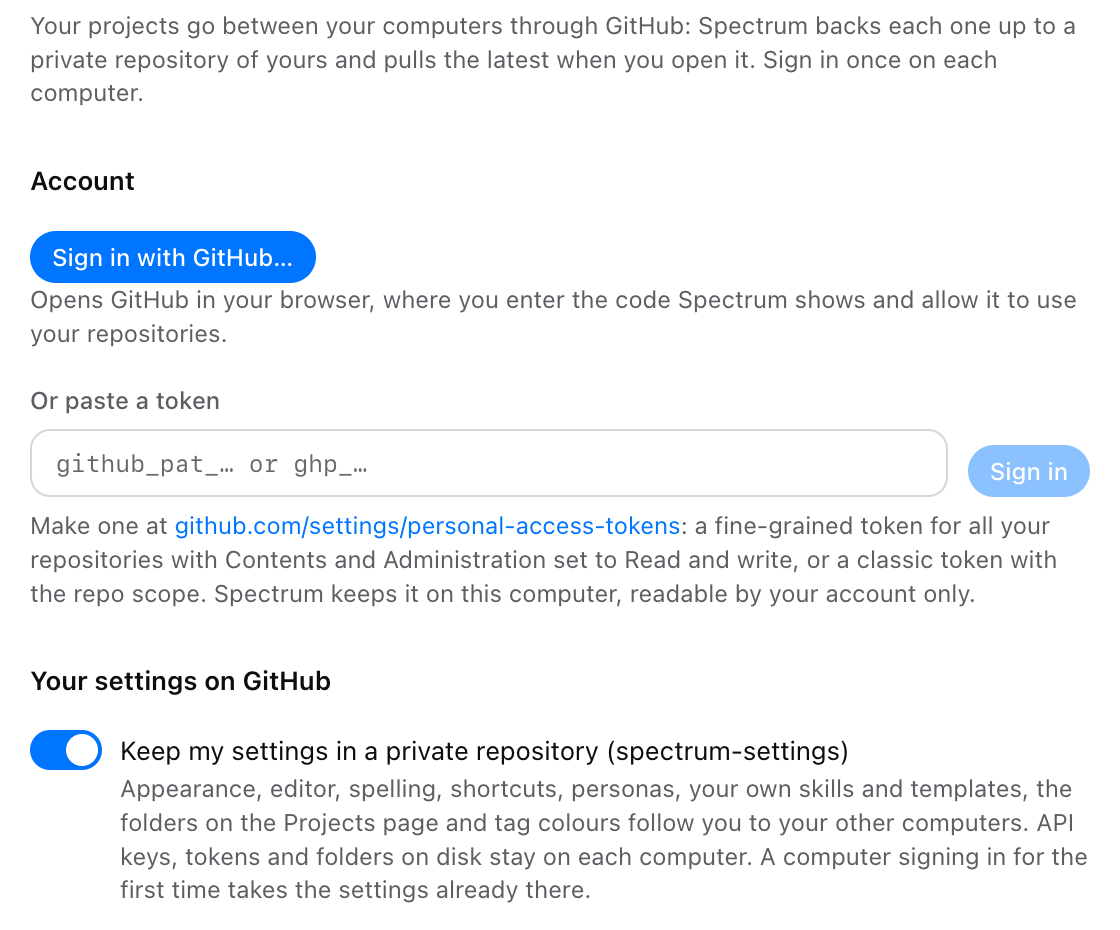 Your projects go between your computers through GitHub: Spectrum backs each one up to a
private repository of yours and pulls the latest when you open it. Sign in once on each
computer.
Account
Sign in with GitHub...
Opens GitHub in your browser, where you enter the code Spectrum shows and allow it to use
your repositories.
Or paste a token
github_pat_… or ghp_…
Sign in
Make one at github.com/settings/personal-access-tokens: a fine-grained token for all your
repositories with Contents and Administration set to Read and write, or a classic token with
the repo scope. Spectrum keeps it on this computer, readable by your account only.
Your settings on GitHub
Keep my settings in a private repository (spectrum-settings)
Appearance, editor, spelling, shortcuts, personas, your own skills and templates, the
folders on the Projects page and tag colours follow you to your other computers. API
keys, tokens and folders on disk stay on each computer. A computer signing in for the
first time takes the settings already there.